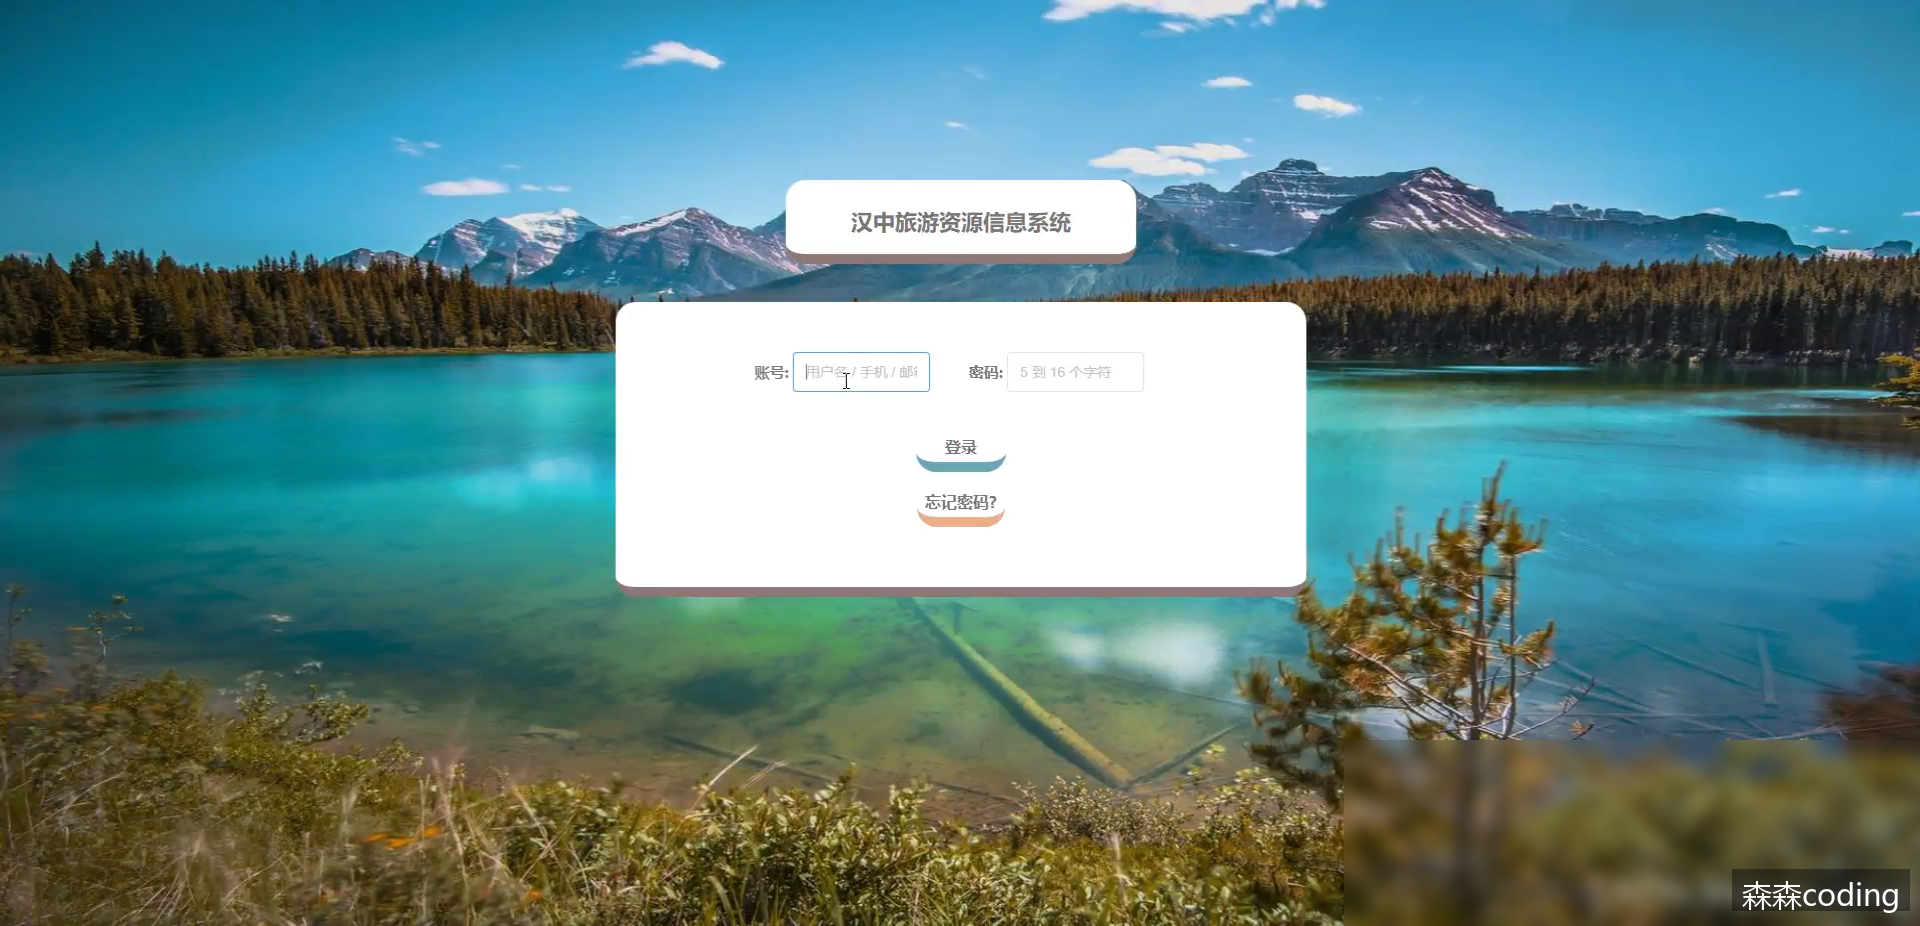 汉中旅游资源信息系统
账号: 用户名 / 手机 / 邮 密码: 5 到 16 个字符
登录
忘记密码?
森森coding